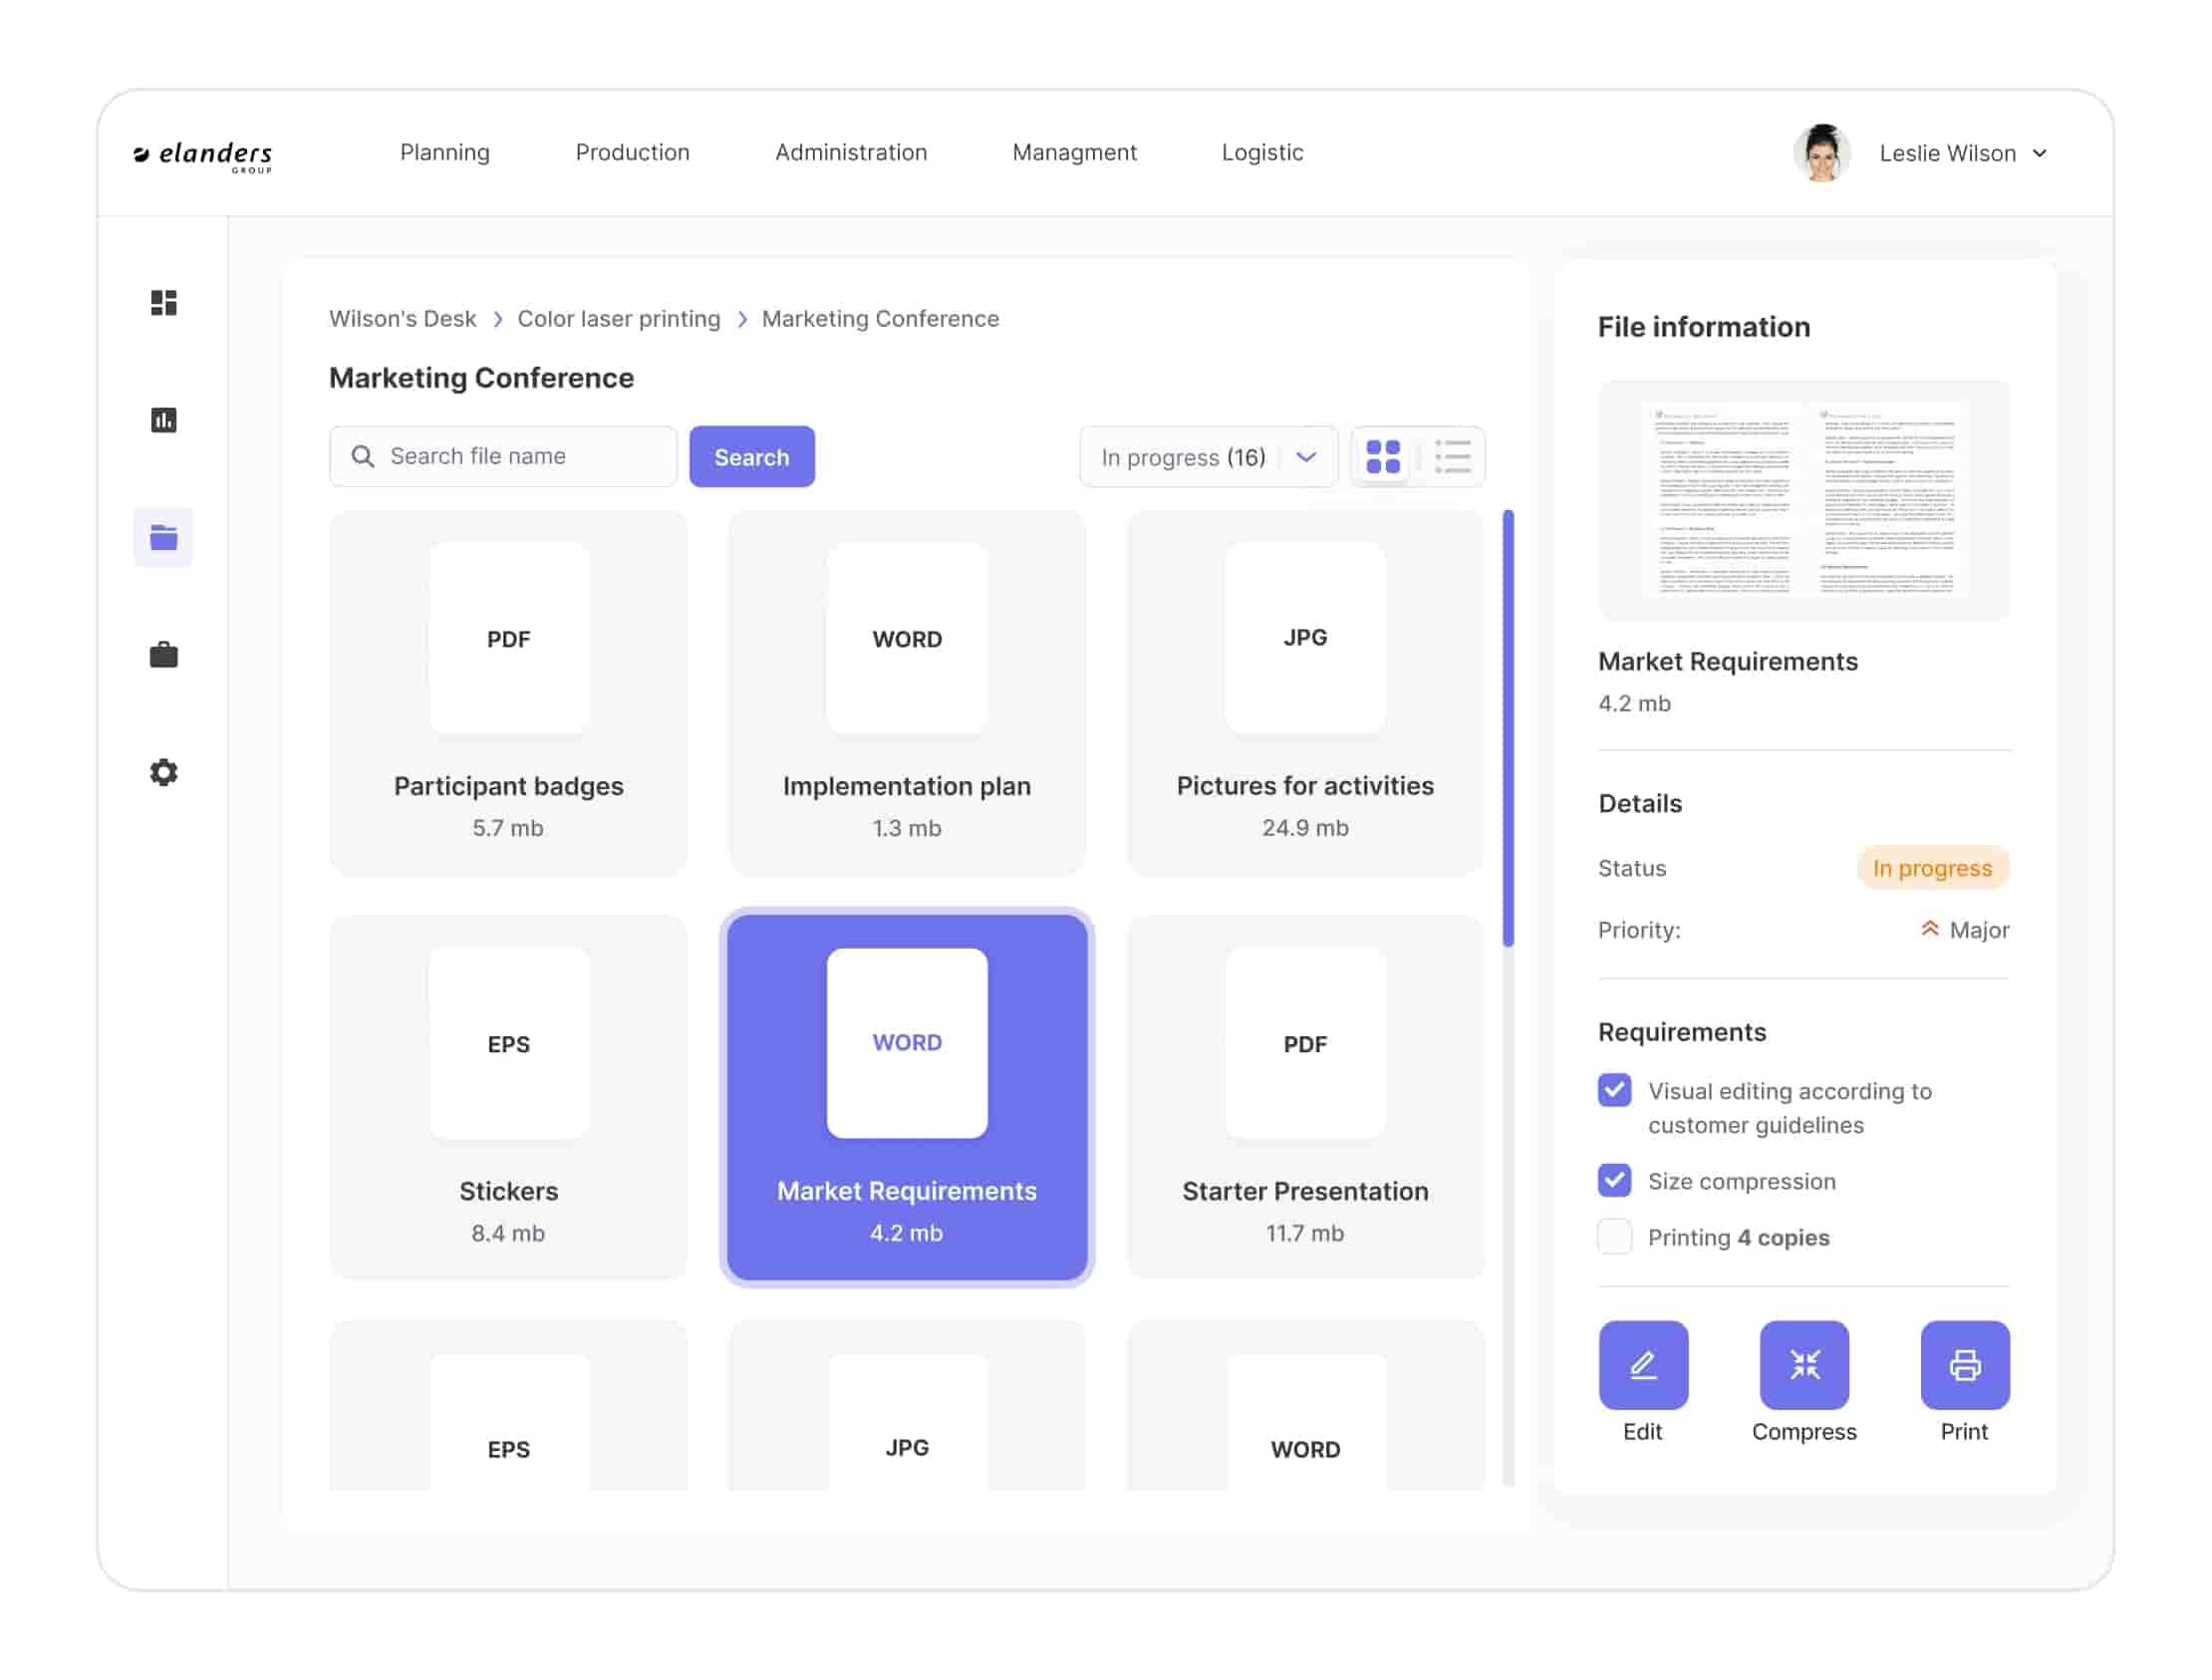 elanders
GROUP
Planning
Production
Administration
Managment
Logistic
Leslie Wilson
Wilson's Desk
Color laser printing
Marketing Conference
Marketing Conference
Search file name
Search
In progress (16)
PDF
Participant badges
5.7 mb
WORD
Implementation plan
1.3 mb
JPG
Pictures for activities
24.9 mb
EPS
Stickers
8.4 mb
WORD
Market Requirements
4.2 mb
PDF
Starter Presentation
11.7 mb
EPS
JPG
WORD
File information
Market Requirements
4.2 mb
Details
Status
In progress
Priority:
Major
Requirements
Visual editing according to
customer guidelines
Size compression
Printing 4 copies
Edit
Compress
Print